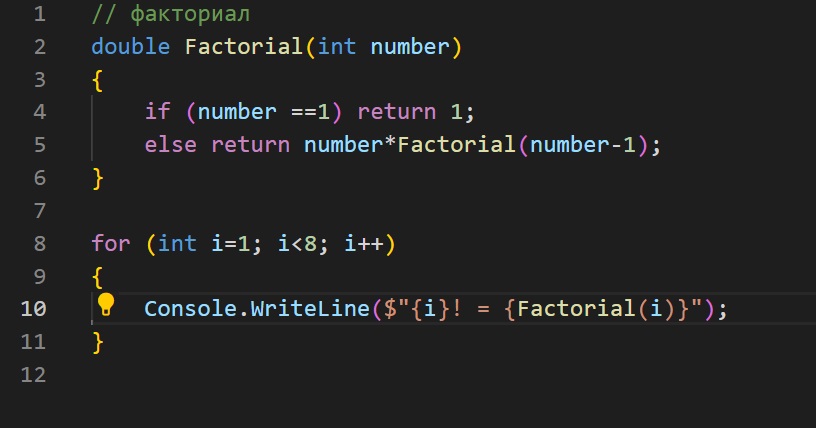 1 // факториал
2 double Factorial(int number)
3 {
4     if (number ==1) return 1;
5     else return number*Factorial(number-1);
6 }
7
8 for (int i=1; i<8; i++)
9 {
10     Console.WriteLine($"{i}! = {Factorial(i)}");
11 }
12